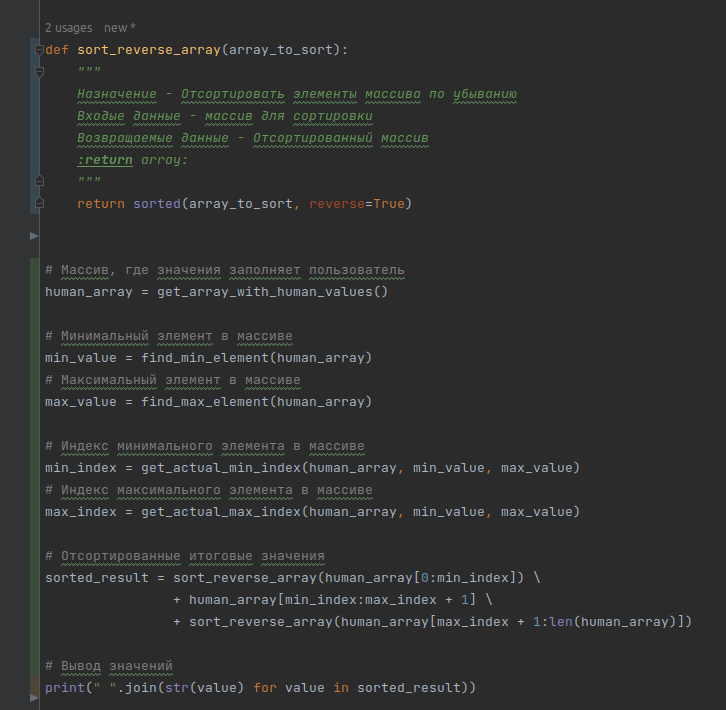 2 usages   new *
def sort_reverse_array(array_to_sort):
    """
    Назначение - Отсортировать элементы массива по убыванию
    Входые данные - массив для сортировки
    Возвращаемые данные - Отсортированный массив
    :return array:
    """
    return sorted(array_to_sort, reverse=True)
# Массив, где значения заполняет пользователь
human_array = get_array_with_human_values()
# Минимальный элемент в массиве
min_value = find_min_element(human_array)
# Максимальный элемент в массиве
max_value = find_max_element(human_array)
# Индекс минимального элемента в массиве
min_index = get_actual_min_index(human_array, min_value, max_value)
# Индекс максимального элемента в массиве
max_index = get_actual_max_index(human_array, min_value, max_value)
# Отсортированные итоговые значения
sorted_result = sort_reverse_array(human_array[0:min_index]) \
                + human_array[min_index:max_index + 1] \
                + sort_reverse_array(human_array[max_index + 1:len(human_array)])
# Вывод значений
print(" ".join(str(value) for value in sorted_result))